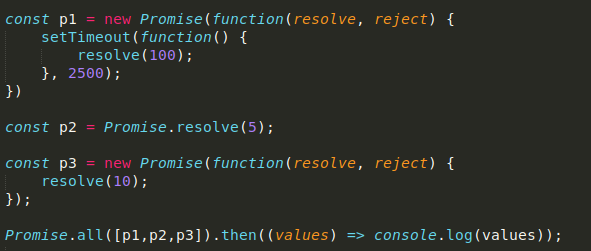 const p1 = new Promise(function(resolve, reject) {
    setTimeout(function() {
        resolve(100);
    }, 2500);
})

const p2 = Promise.resolve(5);

const p3 = new Promise(function(resolve, reject) {
    resolve(10);
});

Promise.all([p1,p2,p3]).then((values) => console.log(values));